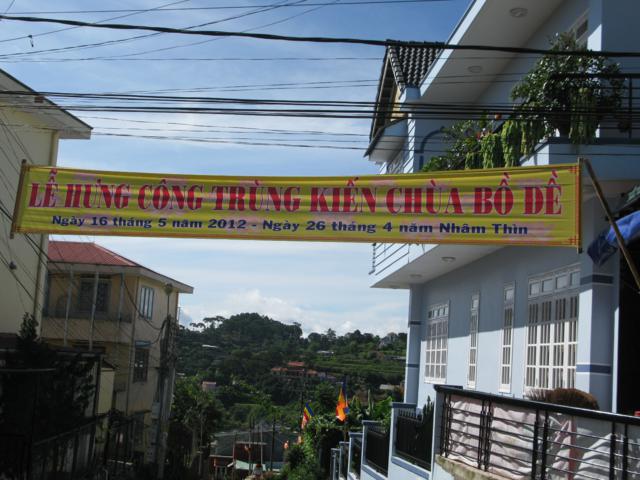 LỄ HƯNG CÔNG TRÙNG KIẾN CHÙA BỒ ĐỀ
Ngày 16 tháng 5 năm 2012 - Ngày 26 tháng 4 năm Nhâm Thìn